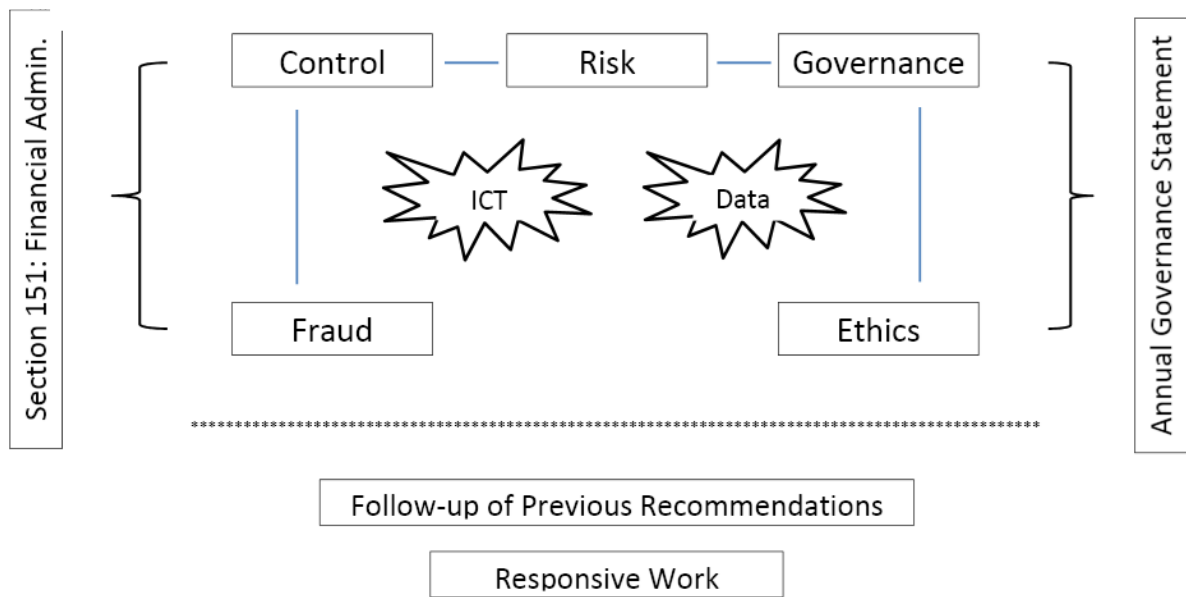 Section 151: Financial Admin.
Control
Risk
Governance
ICT
Data
Fraud
Ethics
Annual Governance Statement
*************************************************************************************************
Follow-up of Previous Recommendations
Responsive Work